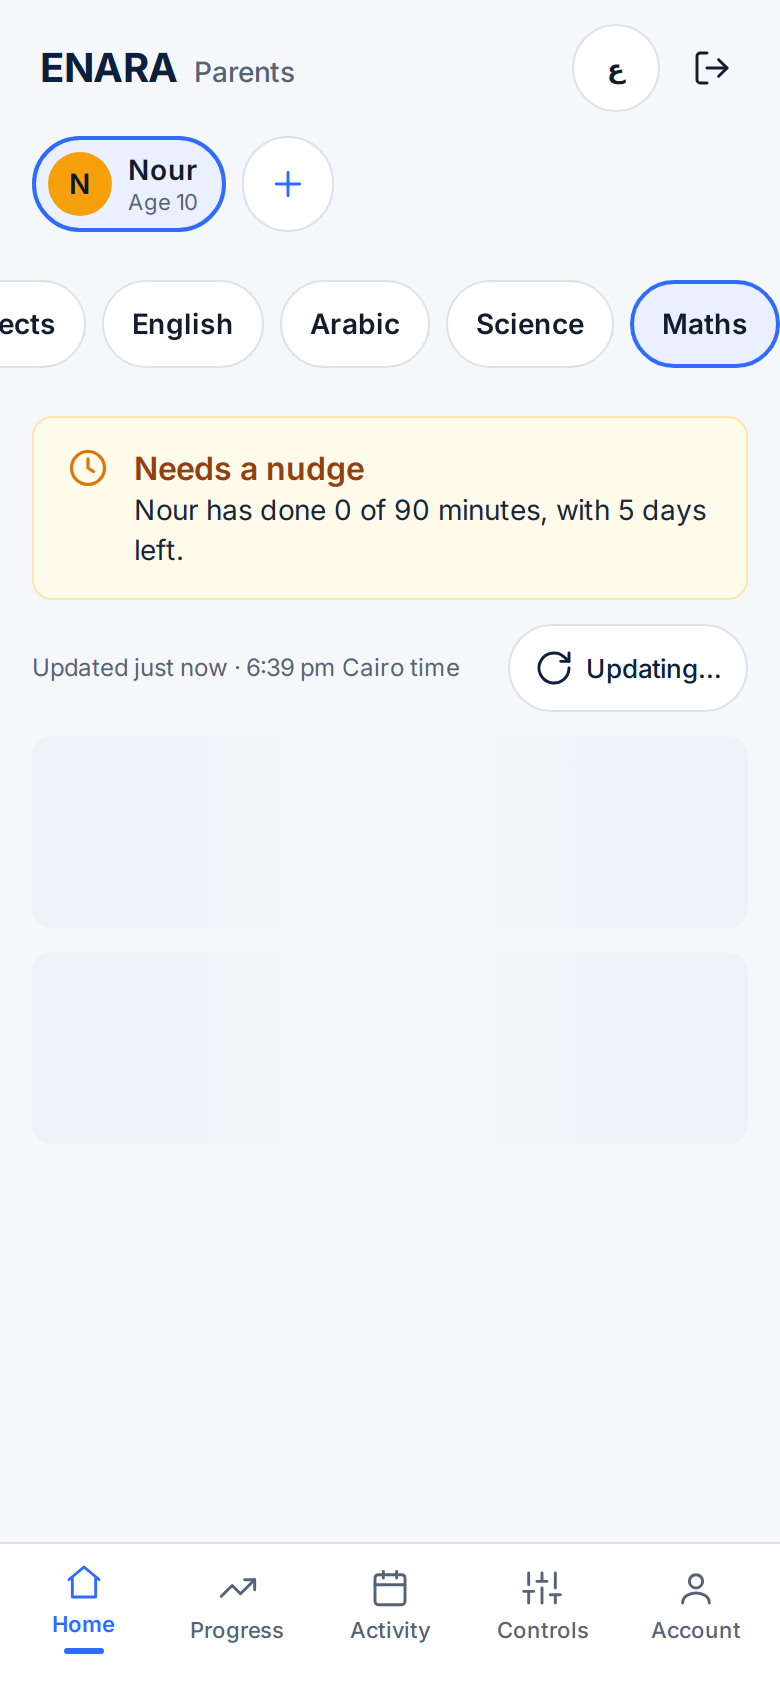 ENARA Parents
ع
N
Nour
Age 10
ects
English
Arabic
Science
Maths
Needs a nudge
Nour has done 0 of 90 minutes, with 5 days
left.
Updated just now · 6:39 pm Cairo time
Updating...
Home
Progress
Activity
Controls
Account